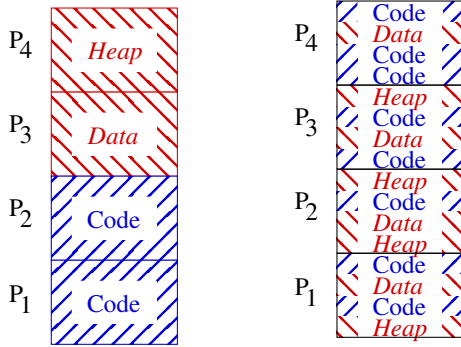 P4 Heap
P3 Data
P2 Code
P1 Code
P4 Code
Data
Code
Code
P3 Heap
Code
Data
Code
P2 Heap
Code
Data
Heap
P1 Code
Data
Code
Heap